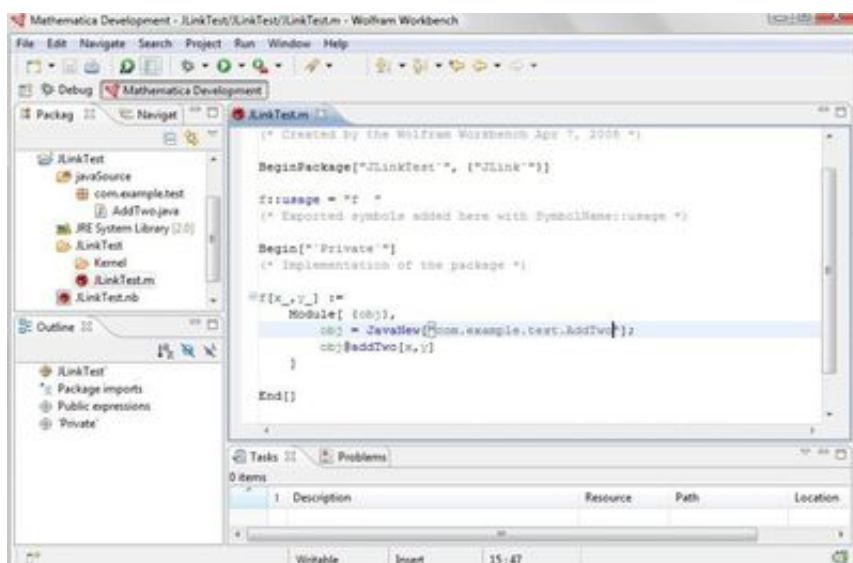 Mathematica Development - JLinkTest/JLinkTest/JLinkTest.m - Wolfram Workbench
File Edit Navigate Search Project Run Window Help
Debug Mathematica Development
Packag Navigat
JLinkTest
javaSource
com.example.test
AddTwo.java
JRE System Library [2.0]
JLinkTest
Kernel
JLinkTest.m
JLinkTest.nb
Outline
JLinkTest`
Package imports
Public expressions
`Private`
JLinkTest.m
(* Created by the Wolfram Workbench Apr 7, 2008 *)
BeginPackage["JLinkTest`", {"JLink`"}]
f::usage = "f "
(* Exported symbols added here with SymbolName::usage *)
Begin["`Private`"]
(* Implementation of the package *)
f[x_,y_] :=
Module[ {obj},
obj = JavaNew["com.example.test.AddTwo"];
obj@addTwo[x,y]
]
End[]
Tasks Problems
0 items
! Description Resource Path Location
Writable Insert 15:47